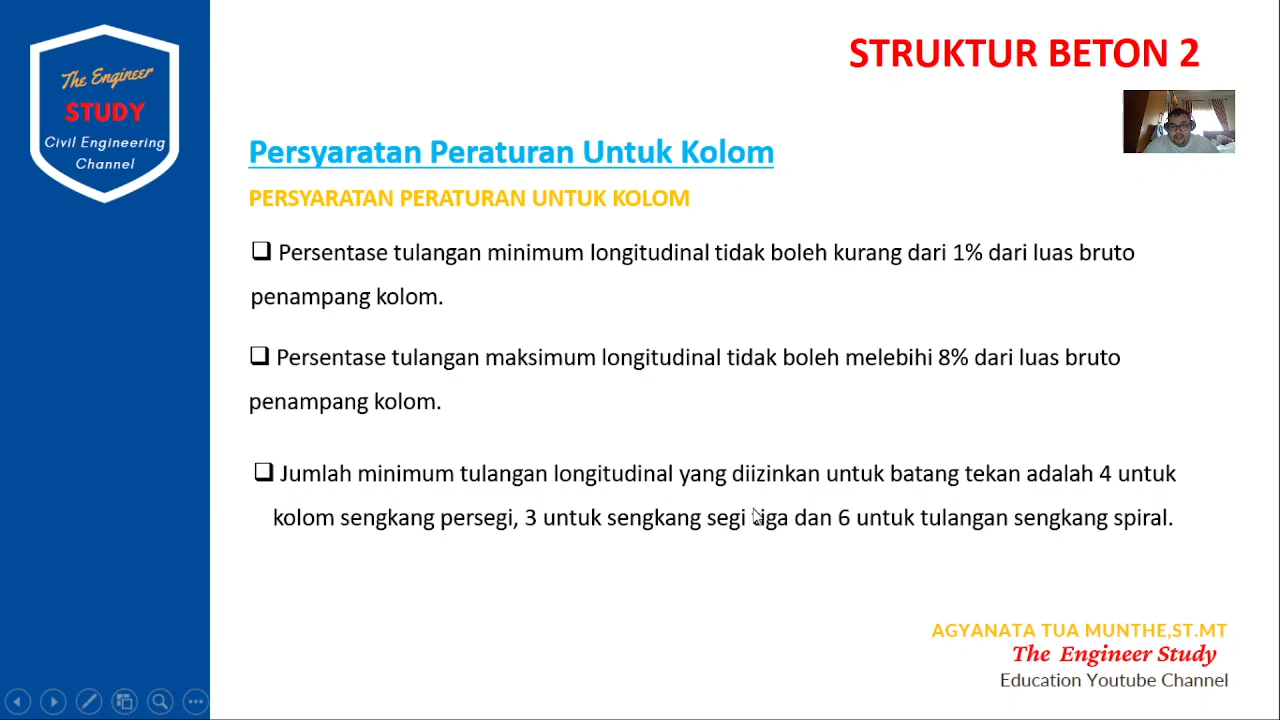 The Engineer
STUDY
Civil Engineering
Channel
STRUKTUR BETON 2
Persyaratan Peraturan Untuk Kolom
PERSYARATAN PERATURAN UNTUK KOLOM
Persentase tulangan minimum longitudinal tidak boleh kurang dari 1% dari luas bruto
penampang kolom.
Persentase tulangan maksimum longitudinal tidak boleh melebihi 8% dari luas bruto
penampang kolom.
Jumlah minimum tulangan longitudinal yang diizinkan untuk batang tekan adalah 4 untuk
kolom sengkang persegi, 3 untuk sengkang segi tiga dan 6 untuk tulangan sengkang spiral.
AGYANATA TUA MUNTHE,ST.MT
The Engineer Study
Education Youtube Channel